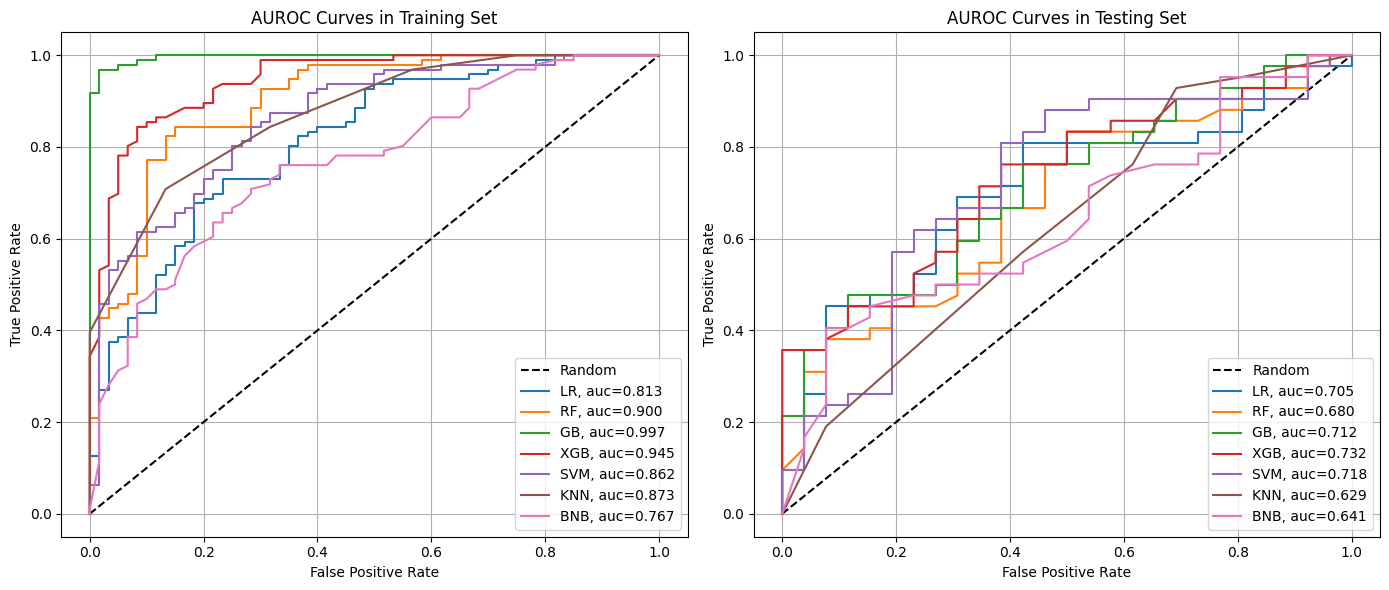 AUROC Curves in Training Set
True Positive Rate
1.0
0.8
0.6
0.4
0.2
0.0
Random
LR, auc=0.813
RF, auc=0.900
GB, auc=0.997
XGB, auc=0.945
SVM, auc=0.862
KNN, auc=0.873
BNB, auc=0.767
0.0 0.2 0.4 0.6 0.8 1.0
False Positive Rate
AUROC Curves in Testing Set
True Positive Rate
1.0
0.8
0.6
0.4
0.2
0.0
Random
LR, auc=0.705
RF, auc=0.680
GB, auc=0.712
XGB, auc=0.732
SVM, auc=0.718
KNN, auc=0.629
BNB, auc=0.641
0.0 0.2 0.4 0.6 0.8 1.0
False Positive Rate